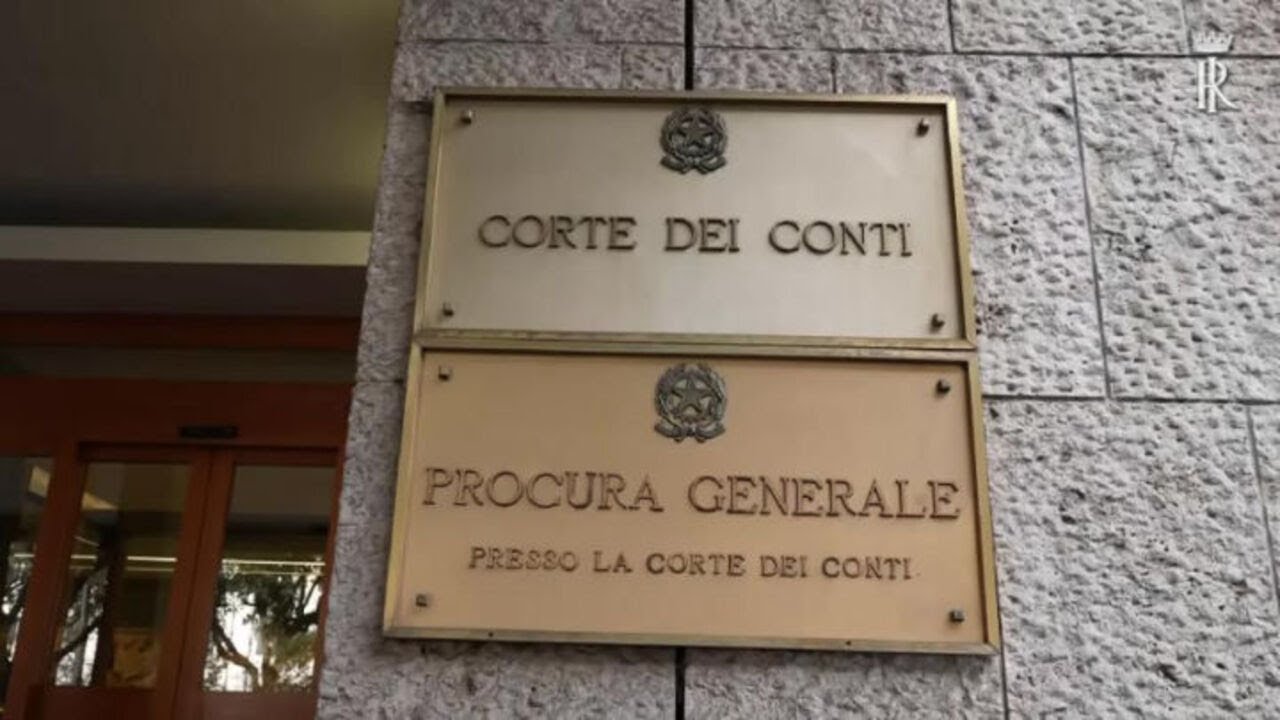 CORTE DEI CONTI
PROCURA GENERALE
PRESSO LA CORTE DEI CONTI